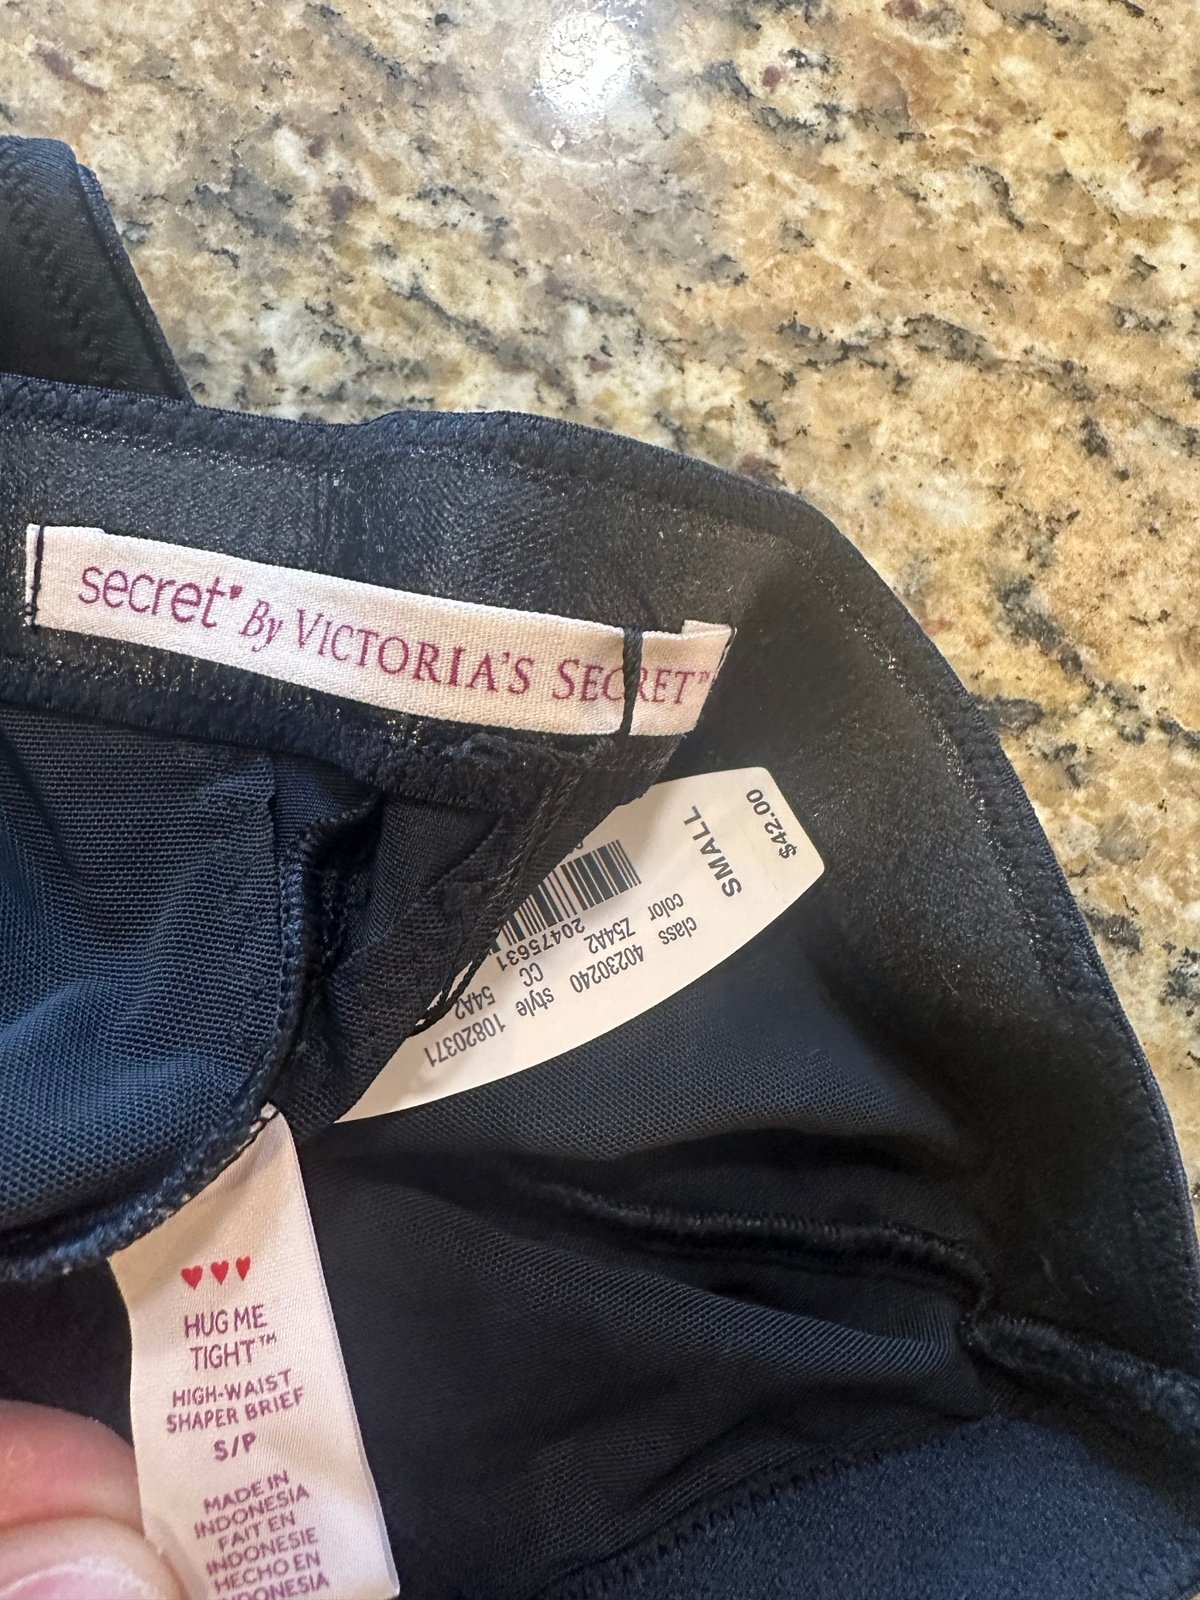 secret♥ By VICTORIA'S SECRET™
$42.00
SMALL
color Z54A2
class 40230240
20475631
style 10820371
CC 54A2
♥♥♥
HUG ME
TIGHT™
HIGH-WAIST
SHAPER BRIEF
S/P
MADE IN
INDONESIA
FAIT EN
INDONESIE
HECHO EN
INDONESIA